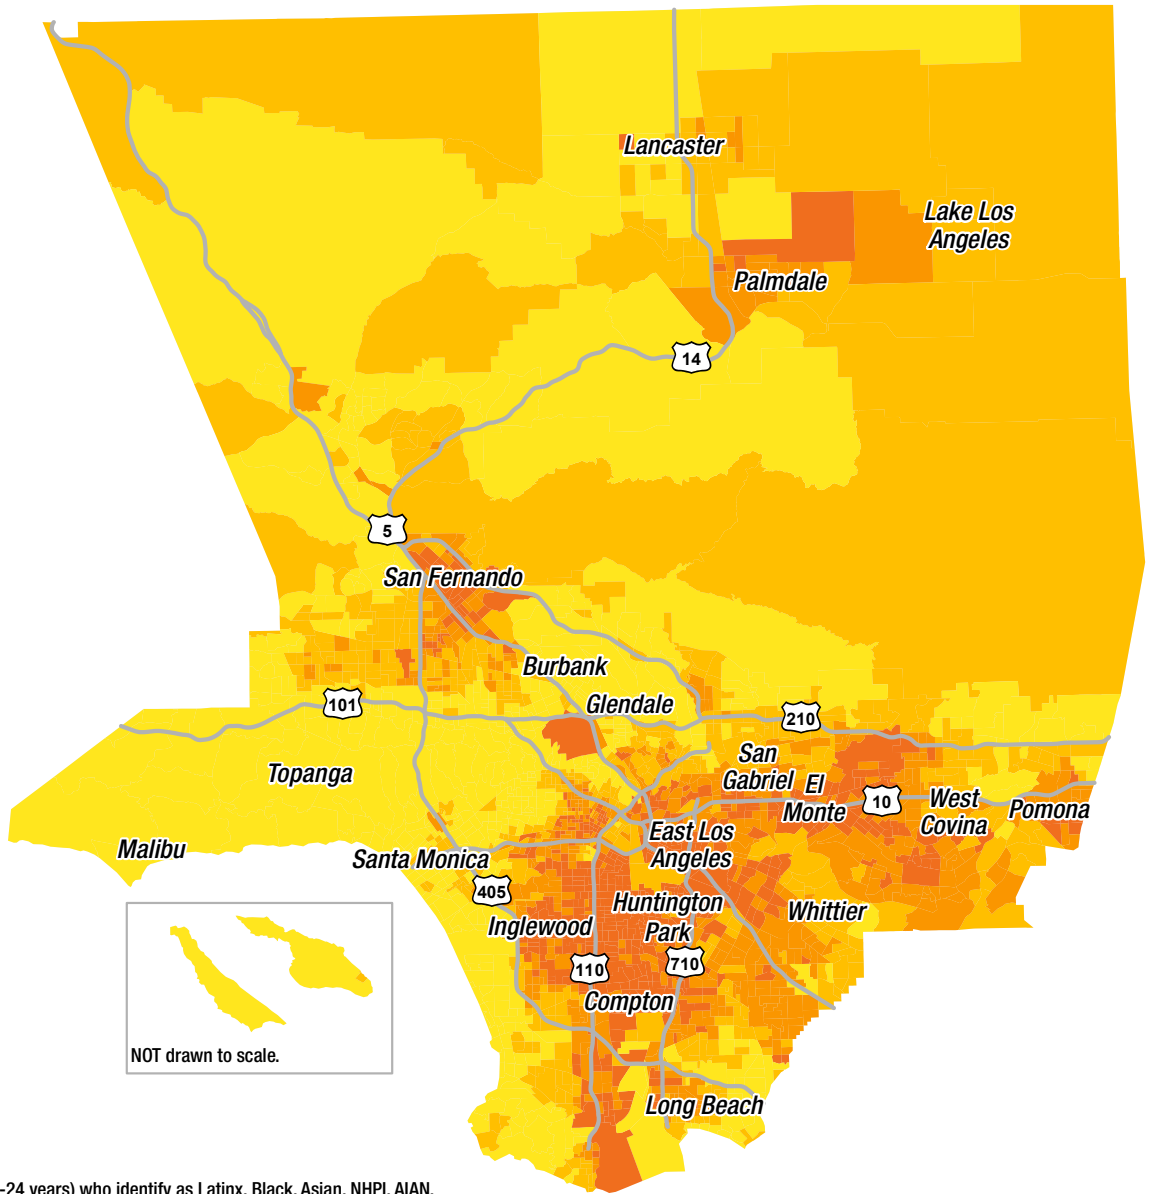 Lancaster
Lake Los
Angeles
Palmdale
14
5
San Fernando
Burbank
Glendale
101
210
San
Gabriel
El
Monte
Topanga
10
West
Covina
Pomona
Malibu
Santa Monica
East Los
Angeles
405
Huntington
Park
Whittier
Inglewood
110
710
Compton
NOT drawn to scale.
Long Beach
-24 years) who identify as Latinx, Black, Asian, NHPI, AIAN,